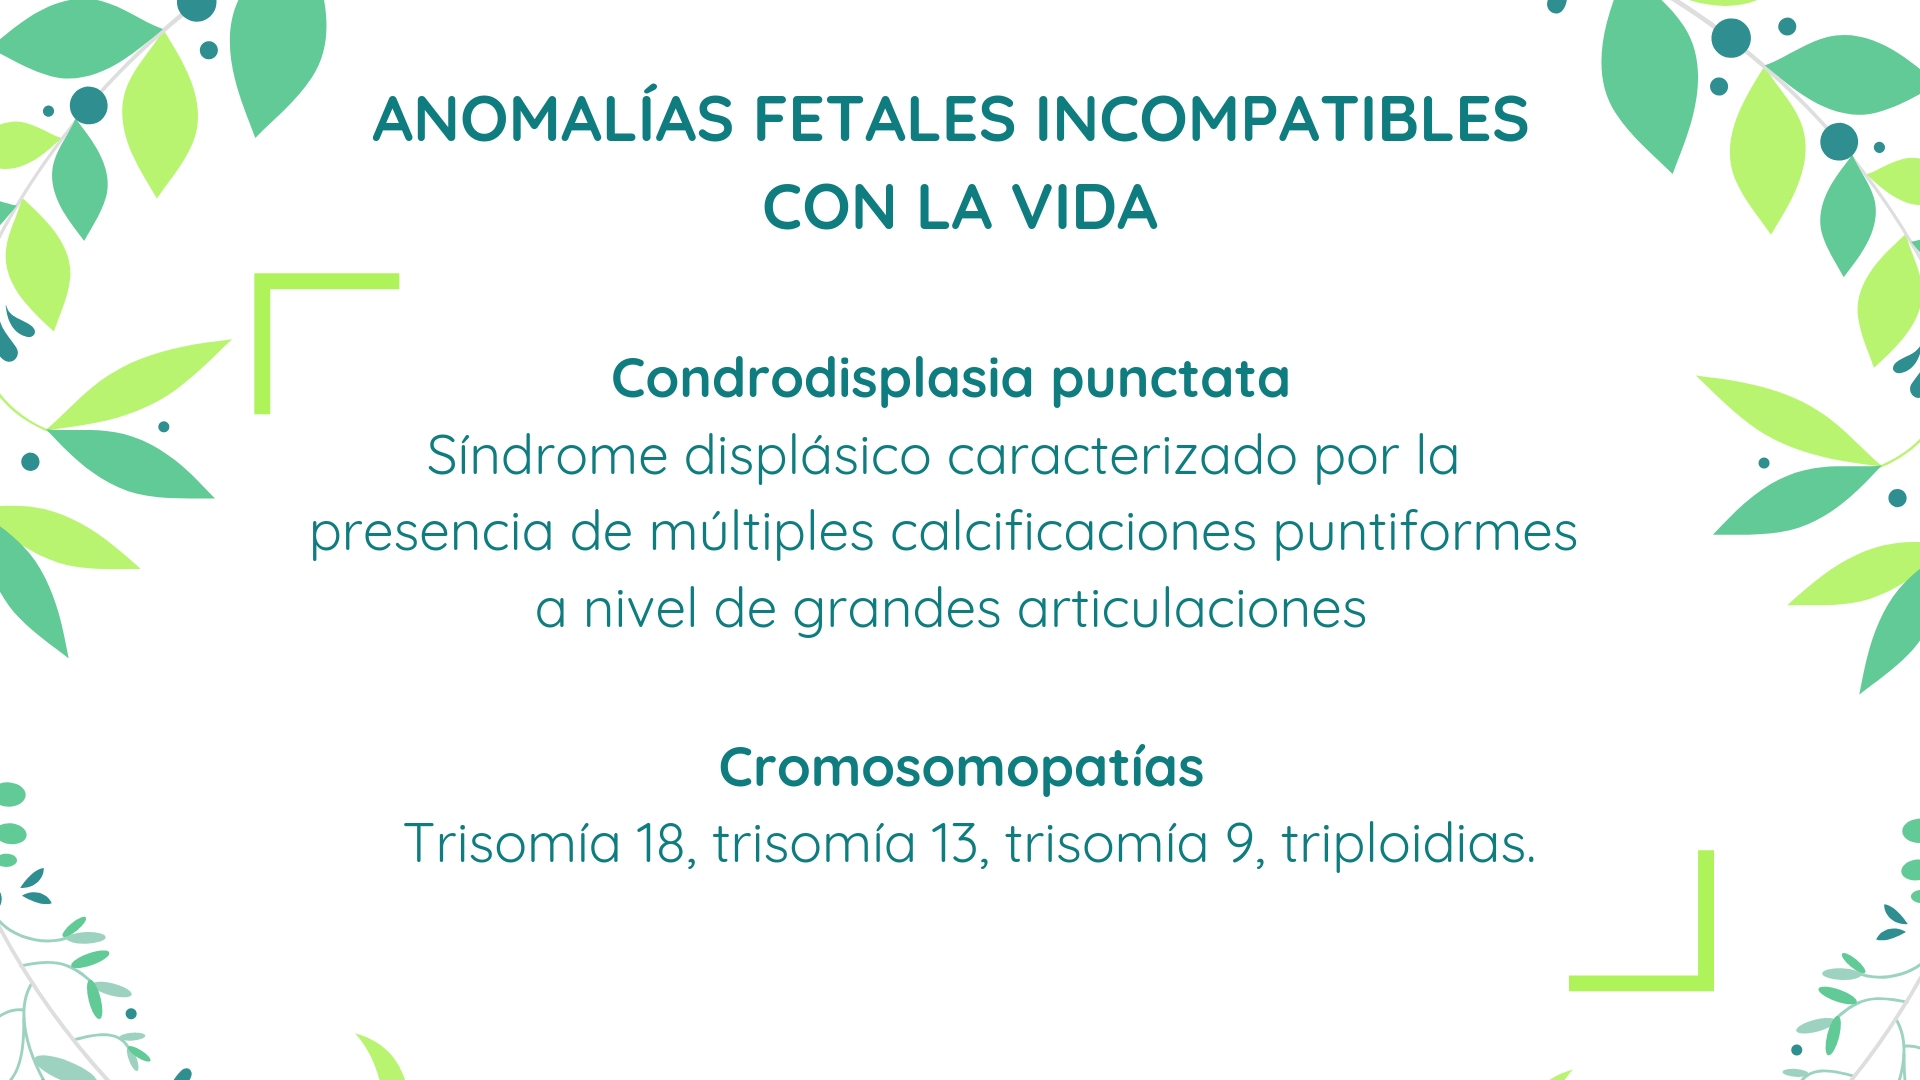 ANOMALÍAS FETALES INCOMPATIBLES
CON LA VIDA
Condrodisplasia punctata
Síndrome displásico caracterizado por la
presencia de múltiples calcificaciones puntiformes
a nivel de grandes articulaciones
Cromosomopatías
Trisomía 18, trisomía 13, trisomía 9, triploidias.